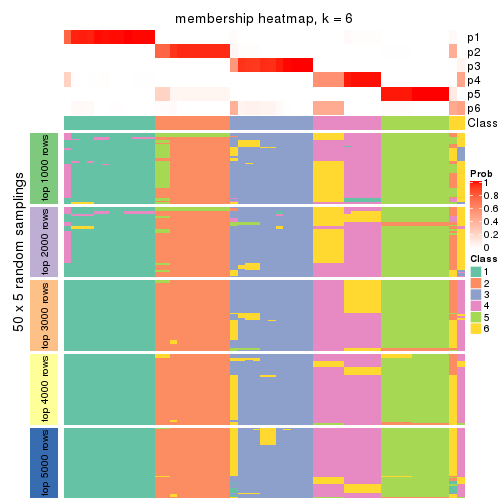 membership heatmap, k = 6
p1
p2
p3
p4
p5
p6
Class
50 x 5 random samplings
top 1000 rows
top 2000 rows
top 3000 rows
top 4000 rows
top 5000 rows
Prob
1
0.8
0.6
0.4
0.2
0
Class
1
2
3
4
5
6